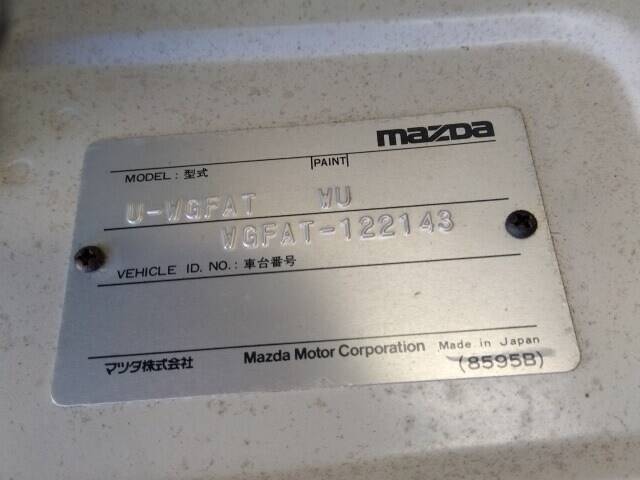 mazda
MODEL : 型式 PAINT
U-WGFAT WU
WGFAT-122143
VEHICLE ID. NO. : 車台番号
マツダ株式会社 Mazda Motor Corporation Made in Japan
(8595B)